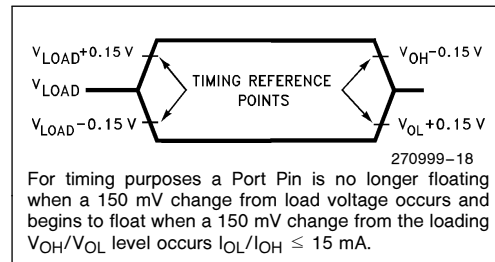 VLOAD+0.15 V
VOH−0.15 V
VLOAD
TIMING REFERENCE
POINTS
VLOAD−0.15 V
VOL+0.15 V
270999–18
For timing purposes a Port Pin is no longer floating
when a 150 mV change from load voltage occurs and
begins to float when a 150 mV change from the loading
VOH/VOL level occurs IOL/IOH ≤ 15 mA.